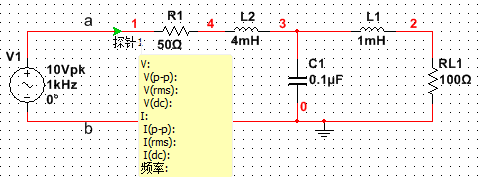 a
1
R1
4
L2
3
L1
2
探针1
50Ω
4mH
1mH
V1
10Vpk
1kHz
0°
C1
0.1µF
RL1
100Ω
0
b
V:
V(p-p):
V(rms):
V(dc):
I:
I(p-p):
I(rms):
I(dc):
频率: